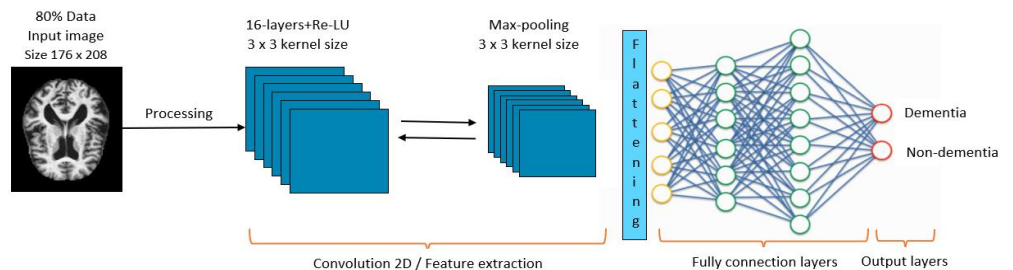 80% Data
Input image
Size 176 x 208
Processing
16-layers+Re-LU
3 x 3 kernel size
Max-pooling
3 x 3 kernel size
Flattening
Dementia
Non-dementia
Convolution 2D / Feature extraction
Fully connection layers
Output layers